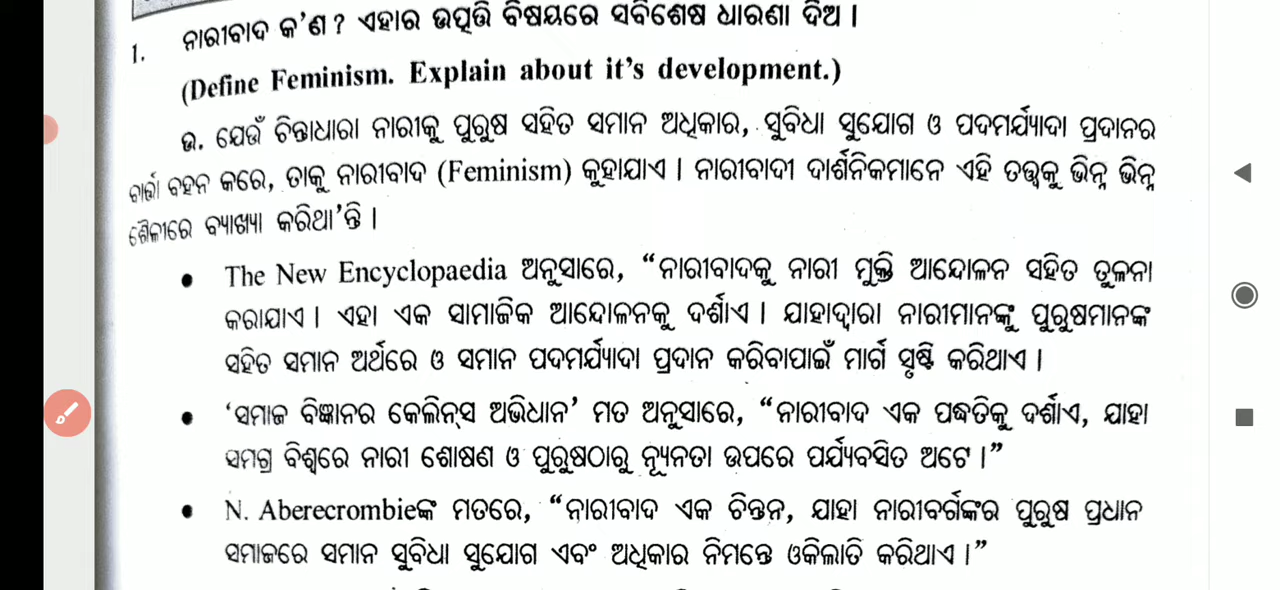 1. ନାରୀବାଦ କ'ଣ ? ଏହାର ଉତ୍ପତ୍ତି ବିଷୟରେ ସବିଶେଷ ଧାରଣା ଦିଅ ।
(Define Feminism. Explain about it's development.)
ଉ. ଯେଉଁ ଚିନ୍ତାଧାରା ନାରୀକୁ ପୁରୁଷ ସହିତ ସମାନ ଅଧିକାର, ସୁବିଧା ସୁଯୋଗ ଓ ପଦମର୍ଯ୍ୟାଦା ପ୍ରଦାନର
ବାର୍ତ୍ତା ବହନ କରେ, ତାକୁ ନାରୀବାଦ (Feminism) କୁହାଯାଏ । ନାରୀବାଦୀ ଦାର୍ଶନିକମାନେ ଏହି ତତ୍ତ୍ୱକୁ ଭିନ୍ନ ଭିନ୍ନ
ଶୈଳୀରେ ବ୍ୟାଖ୍ୟା କରିଥା'ନ୍ତି ।
• The New Encyclopaedia ଅନୁସାରେ, “ନାରୀବାଦକୁ ନାରୀ ମୁକ୍ତି ଆନ୍ଦୋଳନ ସହିତ ତୁଳନା
କରାଯାଏ । ଏହା ଏକ ସାମାଜିକ ଆନ୍ଦୋଳନକୁ ଦର୍ଶାଏ । ଯାହାଦ୍ୱାରା ନାରୀମାନଙ୍କୁ ପୁରୁଷମାନଙ୍କ
ସହିତ ସମାନ ଅର୍ଥରେ ଓ ସମାନ ପଦମର୍ଯ୍ୟାଦା ପ୍ରଦାନ କରିବାପାଇଁ ମାର୍ଗ ସୃଷ୍ଟି କରିଥାଏ ।
• ‘ସମାଜ ବିଜ୍ଞାନର କେଲିନ୍‌ସ ଅଭିଧାନ’ ମତ ଅନୁସାରେ, “ନାରୀବାଦ ଏକ ପଦ୍ଧତିକୁ ଦର୍ଶାଏ, ଯାହା
ସମଗ୍ର ବିଶ୍ୱରେ ନାରୀ ଶୋଷଣ ଓ ପୁରୁଷଠାରୁ ନ୍ୟୂନତା ଉପରେ ପର୍ଯ୍ୟବସିତ ଅଟେ ।”
• N. Aberecrombieଙ୍କ ମତରେ, “ନାରୀବାଦ ଏକ ଚିନ୍ତନ, ଯାହା ନାରୀବର୍ଗଙ୍କର ପୁରୁଷ ପ୍ରଧାନ
ସମାଜରେ ସମାନ ସୁବିଧା ସୁଯୋଗ ଏବଂ ଅଧିକାର ନିମନ୍ତେ ଓକିଲାତି କରିଥାଏ ।”